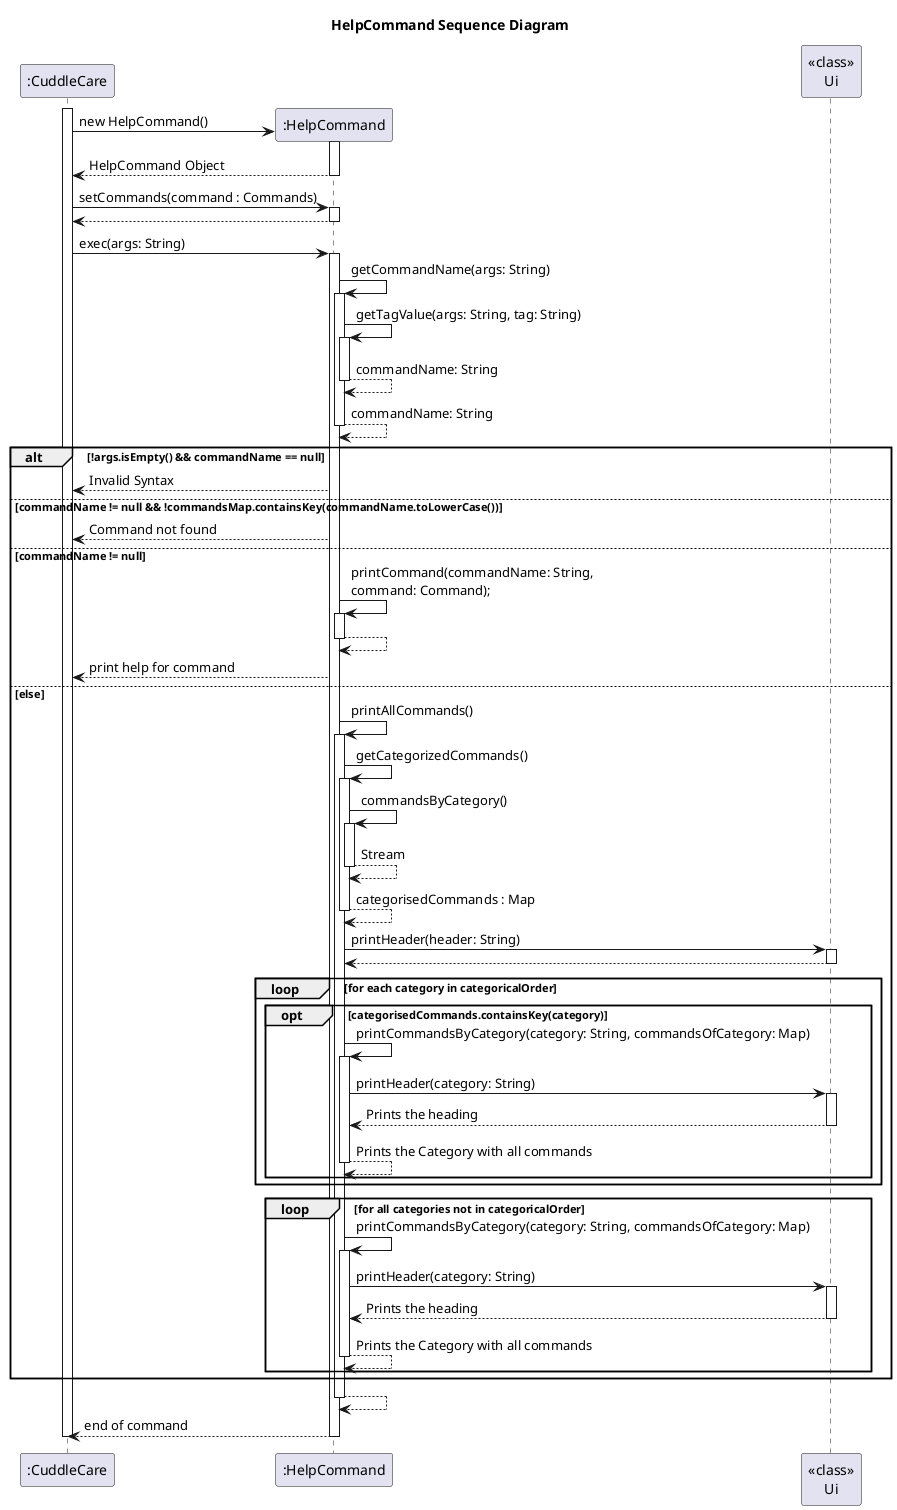 HelpCommand Sequence Diagram
:CuddleCare
«class»
Ui
new HelpCommand()
:HelpCommand
HelpCommand Object
setCommands(command : Commands)
exec(args: String)
getCommandName(args: String)
getTagValue(args: String, tag: String)
commandName: String
commandName: String
alt [!args.isEmpty() && commandName == null]
Invalid Syntax
[commandName != null && !commandsMap.containsKey(commandName.toLowerCase())]
Command not found
[commandName != null]
printCommand(commandName: String,
command: Command);
print help for command
[else]
printAllCommands()
getCategorizedCommands()
commandsByCategory()
Stream
categorisedCommands : Map
printHeader(header: String)
loop [for each category in categoricalOrder]
opt [categorisedCommands.containsKey(category)]
printCommandsByCategory(category: String, commandsOfCategory: Map)
printHeader(category: String)
Prints the heading
Prints the Category with all commands
loop [for all categories not in categoricalOrder]
printCommandsByCategory(category: String, commandsOfCategory: Map)
printHeader(category: String)
Prints the heading
Prints the Category with all commands
end of command
:CuddleCare
:HelpCommand
«class»
Ui